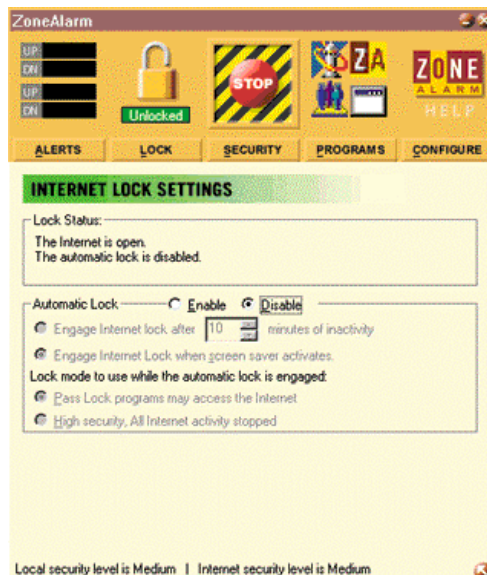 ZoneAlarm
UP
DN
UP
DN
Unlocked
STOP
ZA
ZONE
ALARM
HELP
ALERTS
LOCK
SECURITY
PROGRAMS
CONFIGURE
INTERNET LOCK SETTINGS
Lock Status:
The Internet is open.
The automatic lock is disabled.
Automatic Lock Enable Disable
Engage Internet lock after 10 minutes of inactivity
Engage Internet Lock when screen saver activates.
Lock mode to use while the automatic lock is engaged:
Pass Lock programs may access the Internet
High security, All Internet activity stopped
Local security level is Medium | Internet security level is Medium